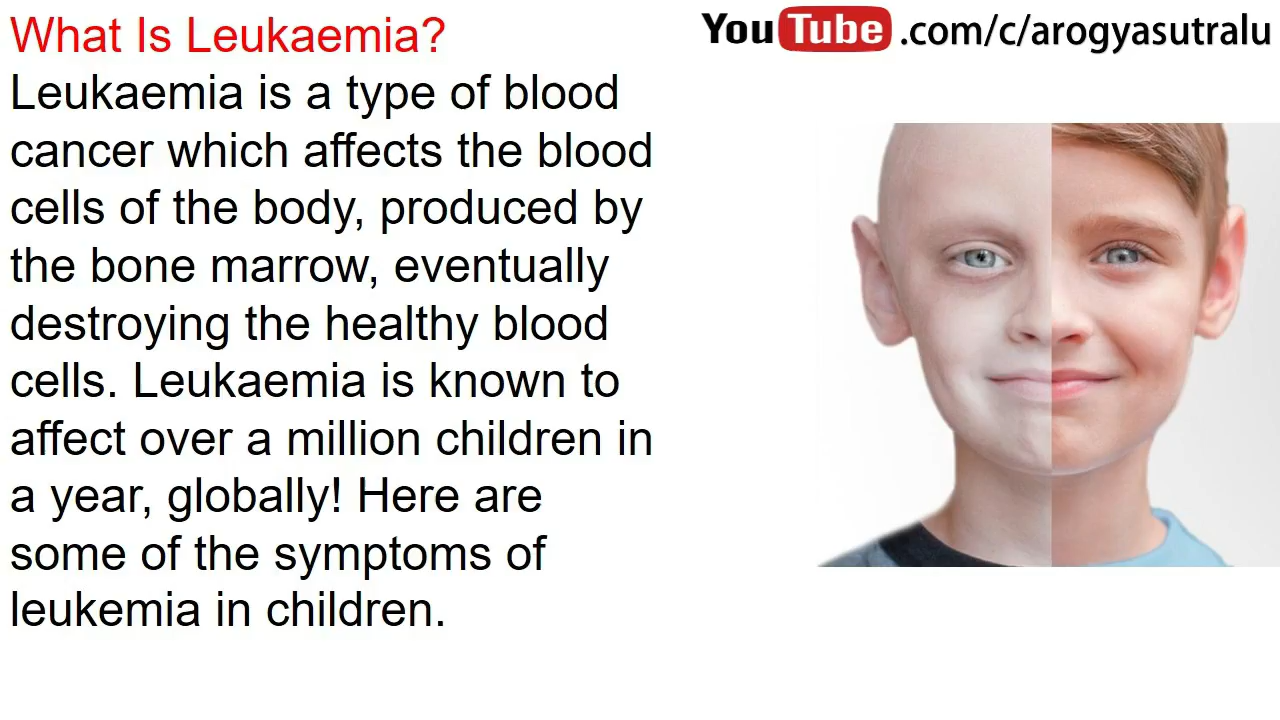 What Is Leukaemia?
YouTube.com/c/arogyasutralu
Leukaemia is a type of blood
cancer which affects the blood
cells of the body, produced by
the bone marrow, eventually
destroying the healthy blood
cells. Leukaemia is known to
affect over a million children in
a year, globally! Here are
some of the symptoms of
leukemia in children.